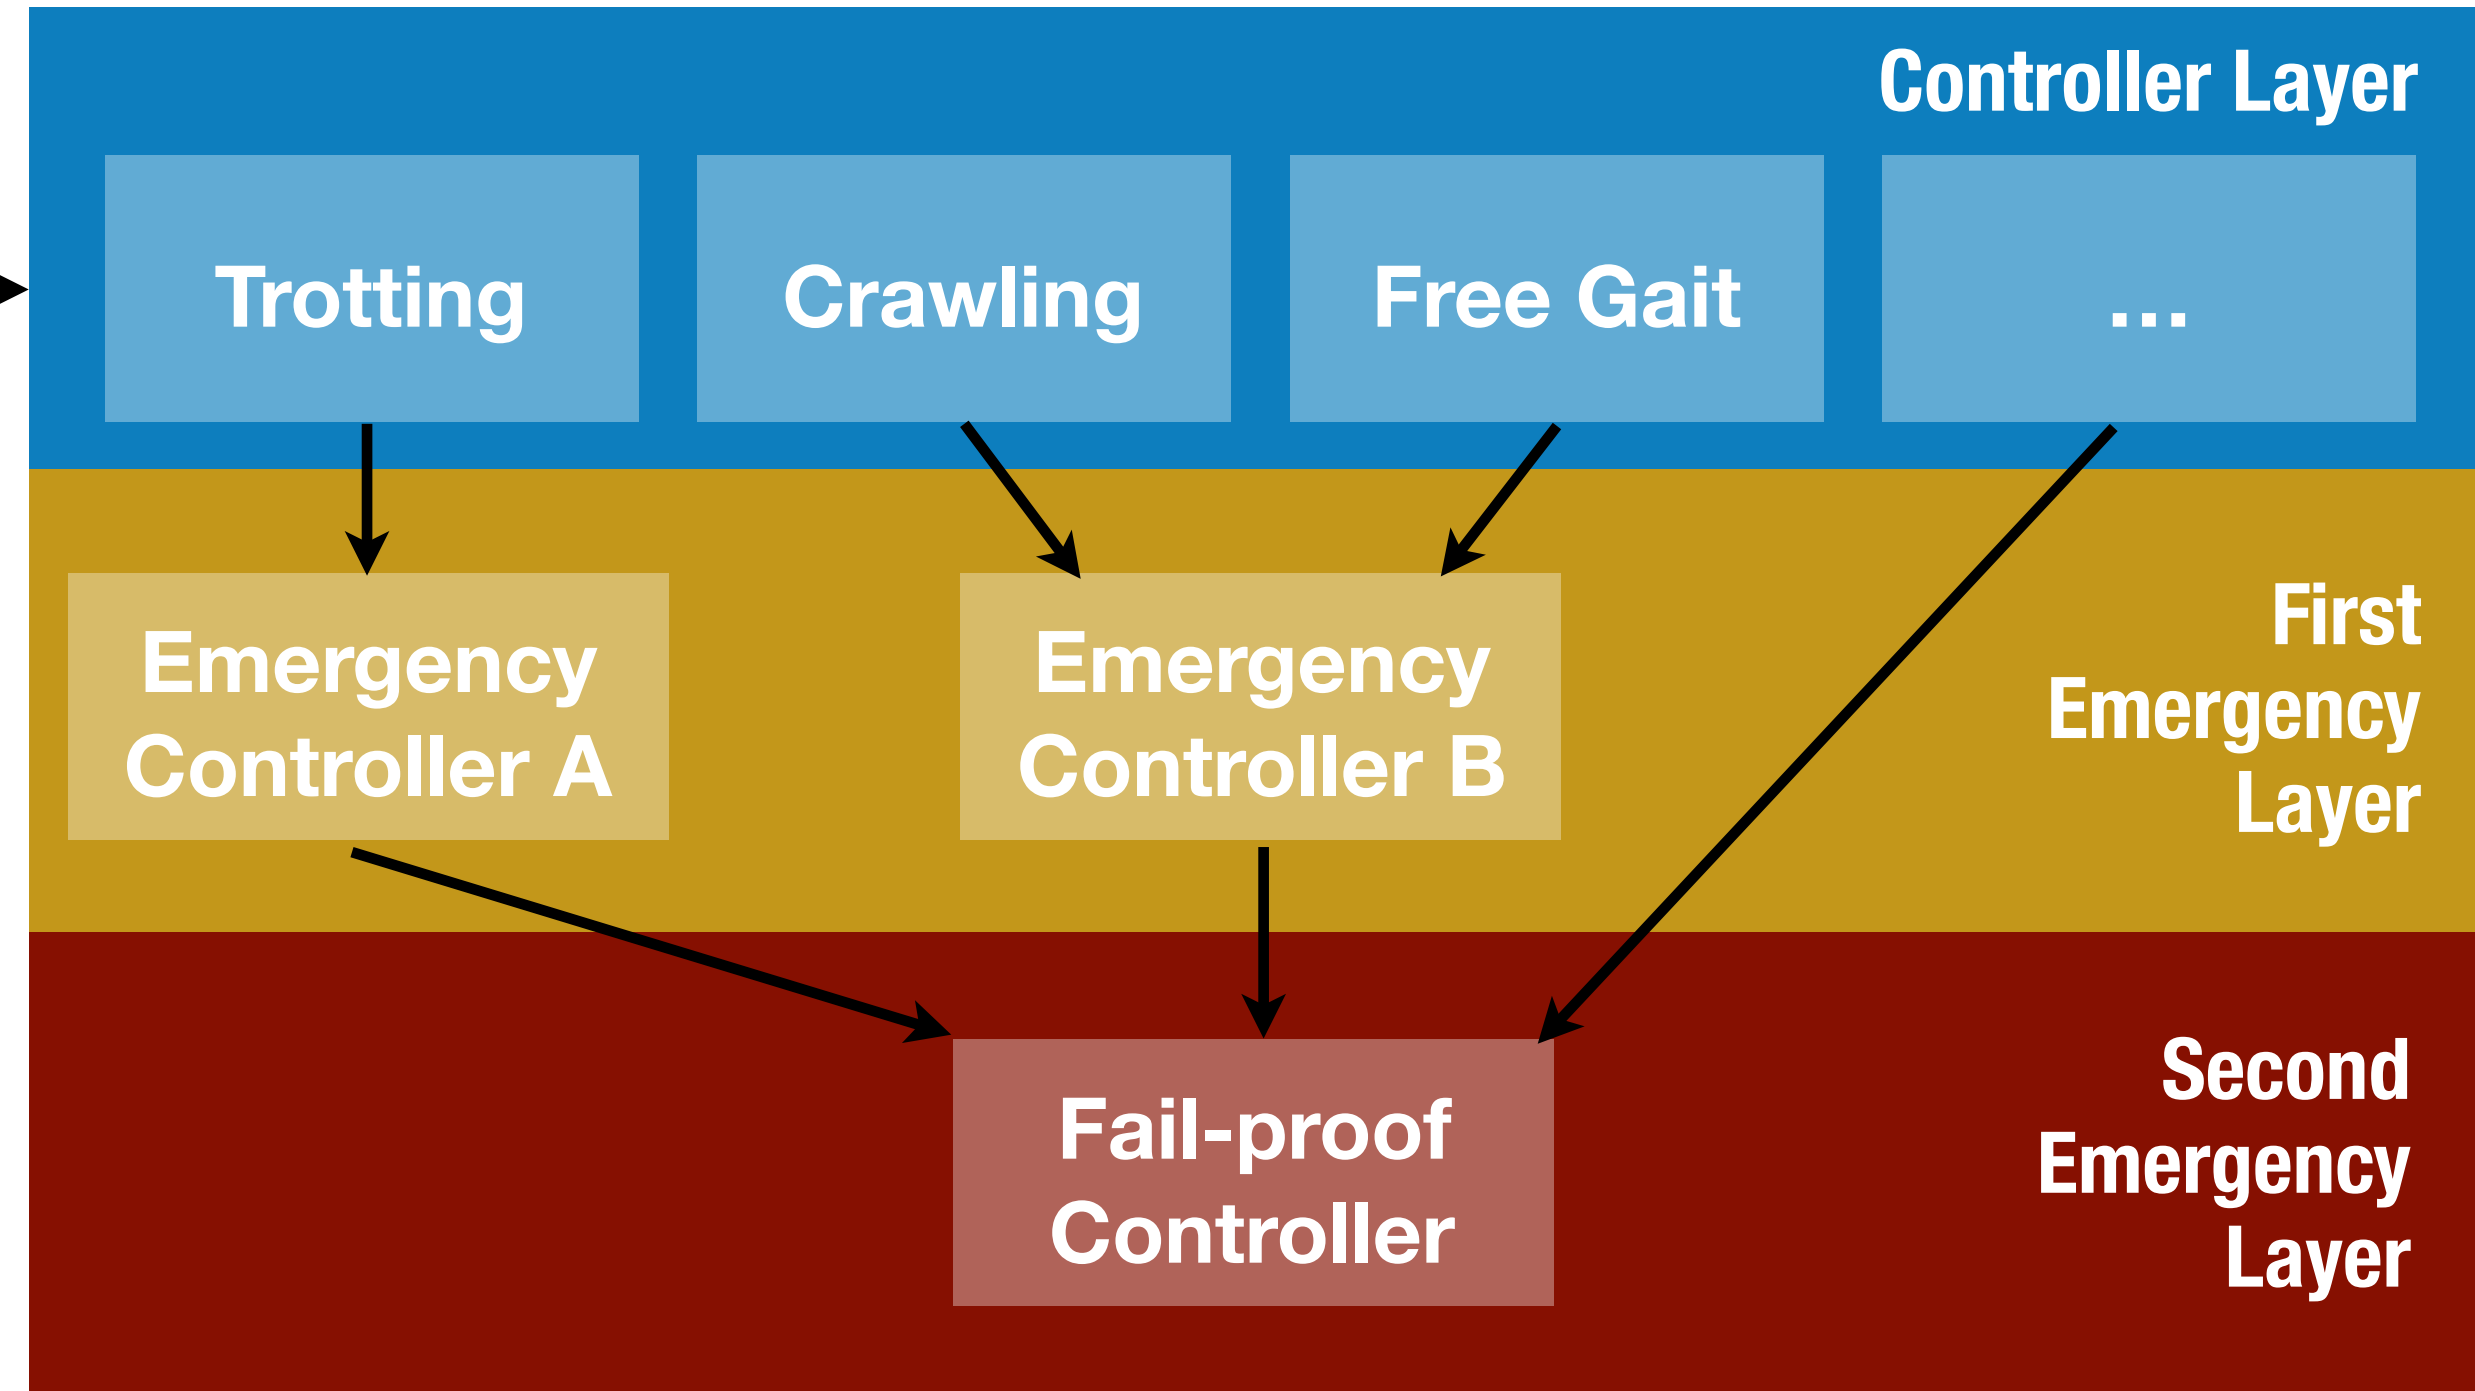 Controller Layer
Trotting
Crawling
Free Gait
...
Emergency
Controller A
Emergency
Controller B
First
Emergency
Layer
Fail-proof
Controller
Second
Emergency
Layer